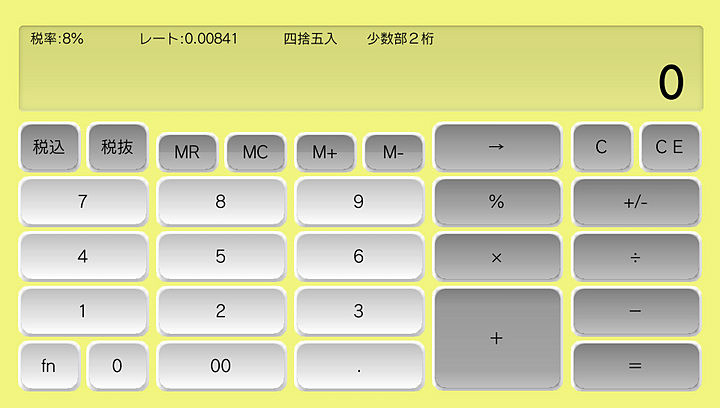 税率:8% レート:0.00841 四捨五入 少数部2桁
0
税込 税抜 MR MC M+ M- → C CE
7 8 9 % +/-
4 5 6 × ÷
1 2 3 + −
fn 0 00 . =